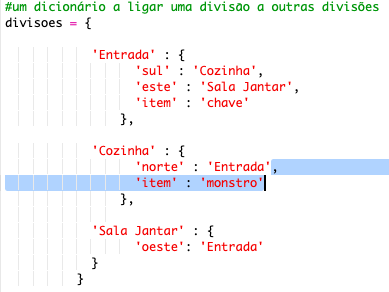 #um dicionário a ligar uma divisão a outras divisões
divisoes = {
'Entrada' : {
'sul' : 'Cozinha',
'este' : 'Sala Jantar',
'item' : 'chave'
},
'Cozinha' : {
'norte' : 'Entrada',
'item' : 'monstro'
},
'Sala Jantar' : {
'oeste': 'Entrada'
}
}